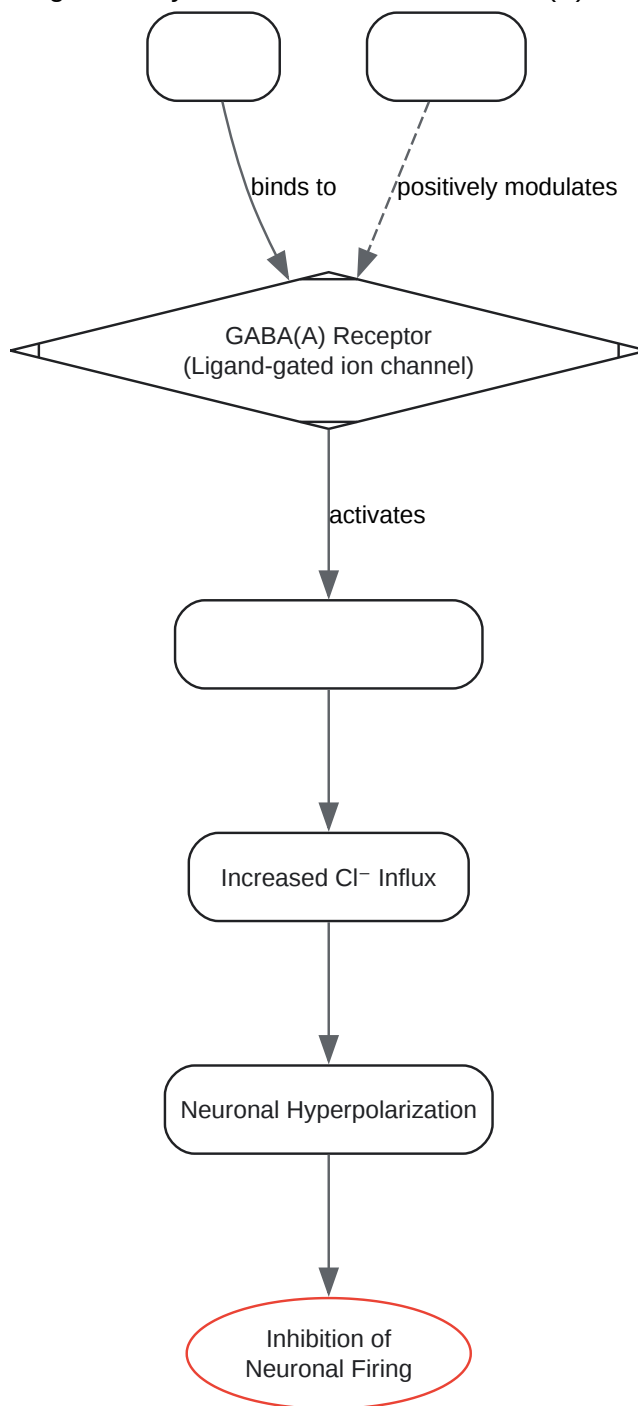 binds to
positively modulates
GABA(A) Receptor
(Ligand-gated ion channel)
activates
Increased Cl⁻ Influx
Neuronal Hyperpolarization
Inhibition of
Neuronal Firing